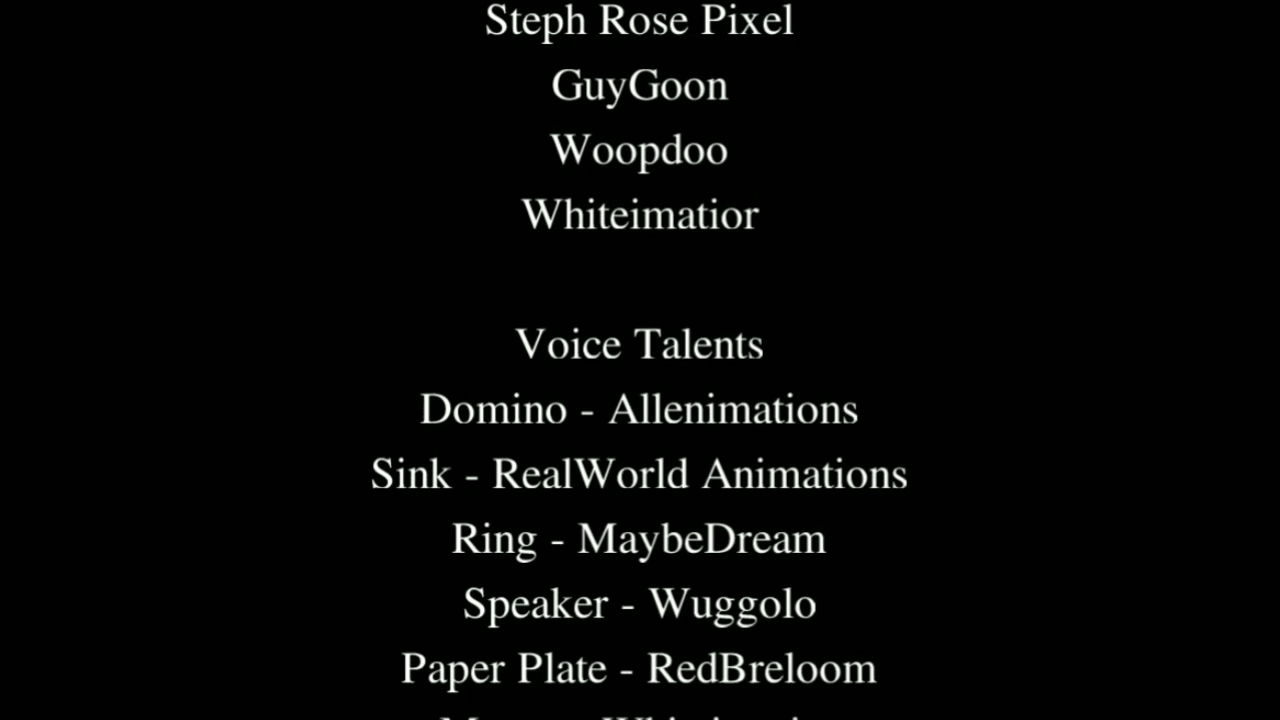 Steph Rose Pixel
GuyGoon
Woopdoo
Whiteimatior
Voice Talents
Domino - Allenimations
Sink - RealWorld Animations
Ring - MaybeDream
Speaker - Wuggolo
Paper Plate - RedBreloom